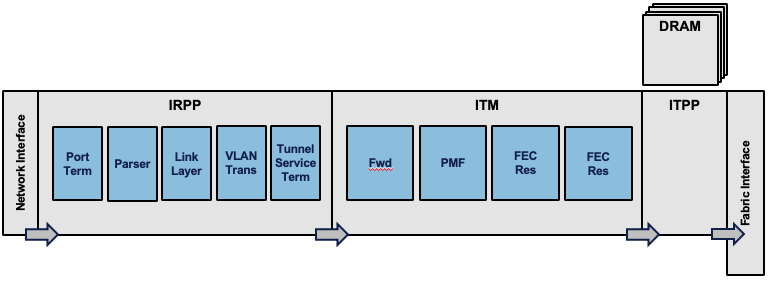 DRAM
IRPP
ITM
ITPP
Network Interface
Port
Term
Parser
Link
Layer
VLAN
Trans
Tunnel
Service
Term
Fwd
PMF
FEC
Res
FEC
Res
Fabric Interface